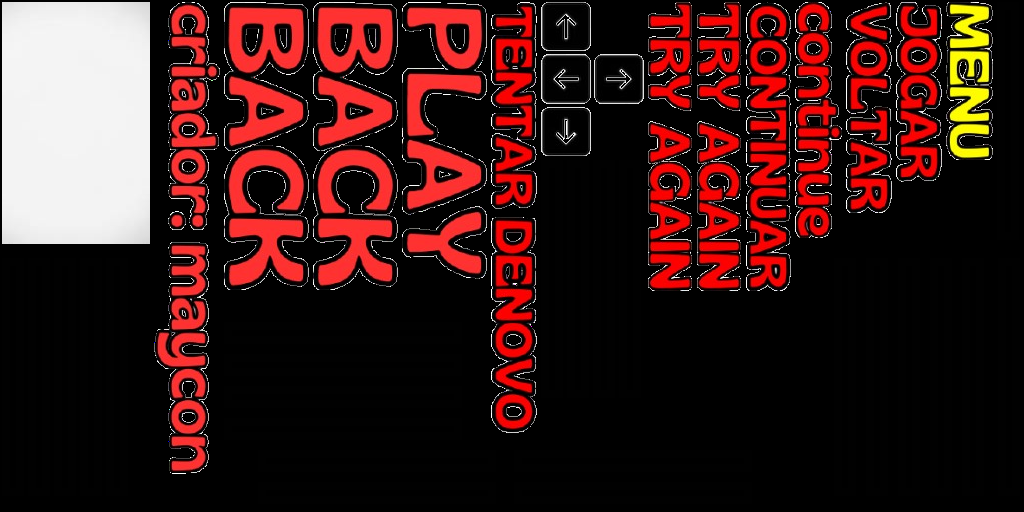 criador: maycon
BACK
BACK
PLAY
TENTAR DENOVO
TRY AGAIN
TRY AGAIN
CONTINUAR
continue
VOLTAR
JOGAR
MENU